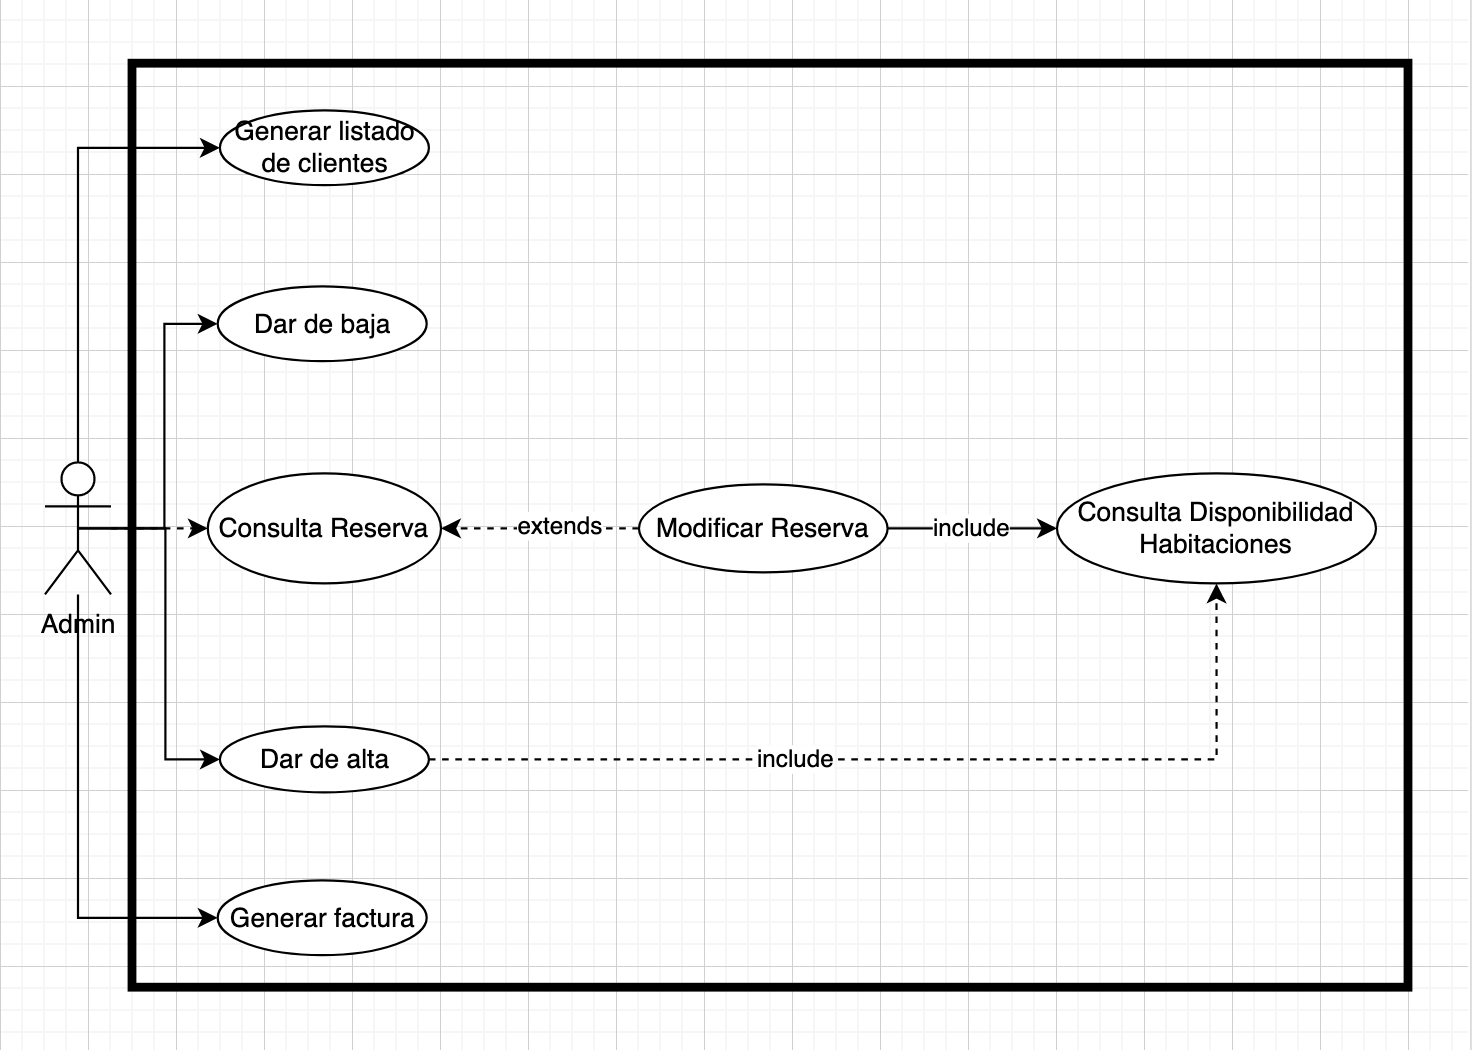 Generar listado
de clientes
Dar de baja
Consulta Reserva
extends
Modificar Reserva
include
Consulta Disponibilidad
Habitaciones
Admin
Dar de alta
include
Generar factura